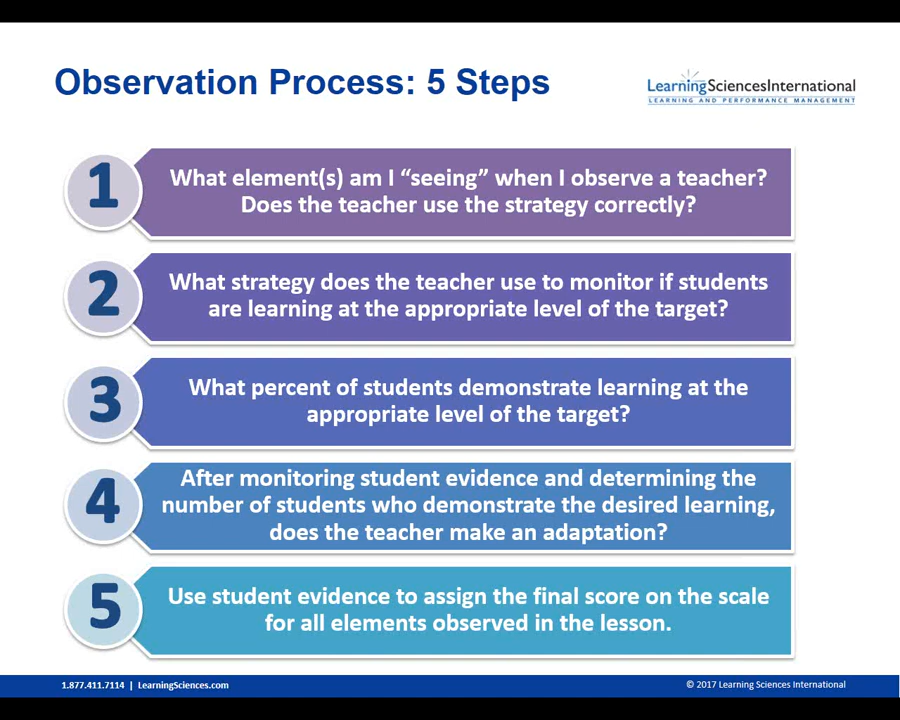 Observation Process: 5 Steps
LearningSciencesInternational
LEARNING AND PERFORMANCE MANAGEMENT
1
What element(s) am I “seeing” when I observe a teacher?
Does the teacher use the strategy correctly?
2
What strategy does the teacher use to monitor if students
are learning at the appropriate level of the target?
3
What percent of students demonstrate learning at the
appropriate level of the target?
4
After monitoring student evidence and determining the
number of students who demonstrate the desired learning,
does the teacher make an adaptation?
5
Use student evidence to assign the final score on the scale
for all elements observed in the lesson.
1.877.411.7114 | LearningSciences.com
© 2017 Learning Sciences International